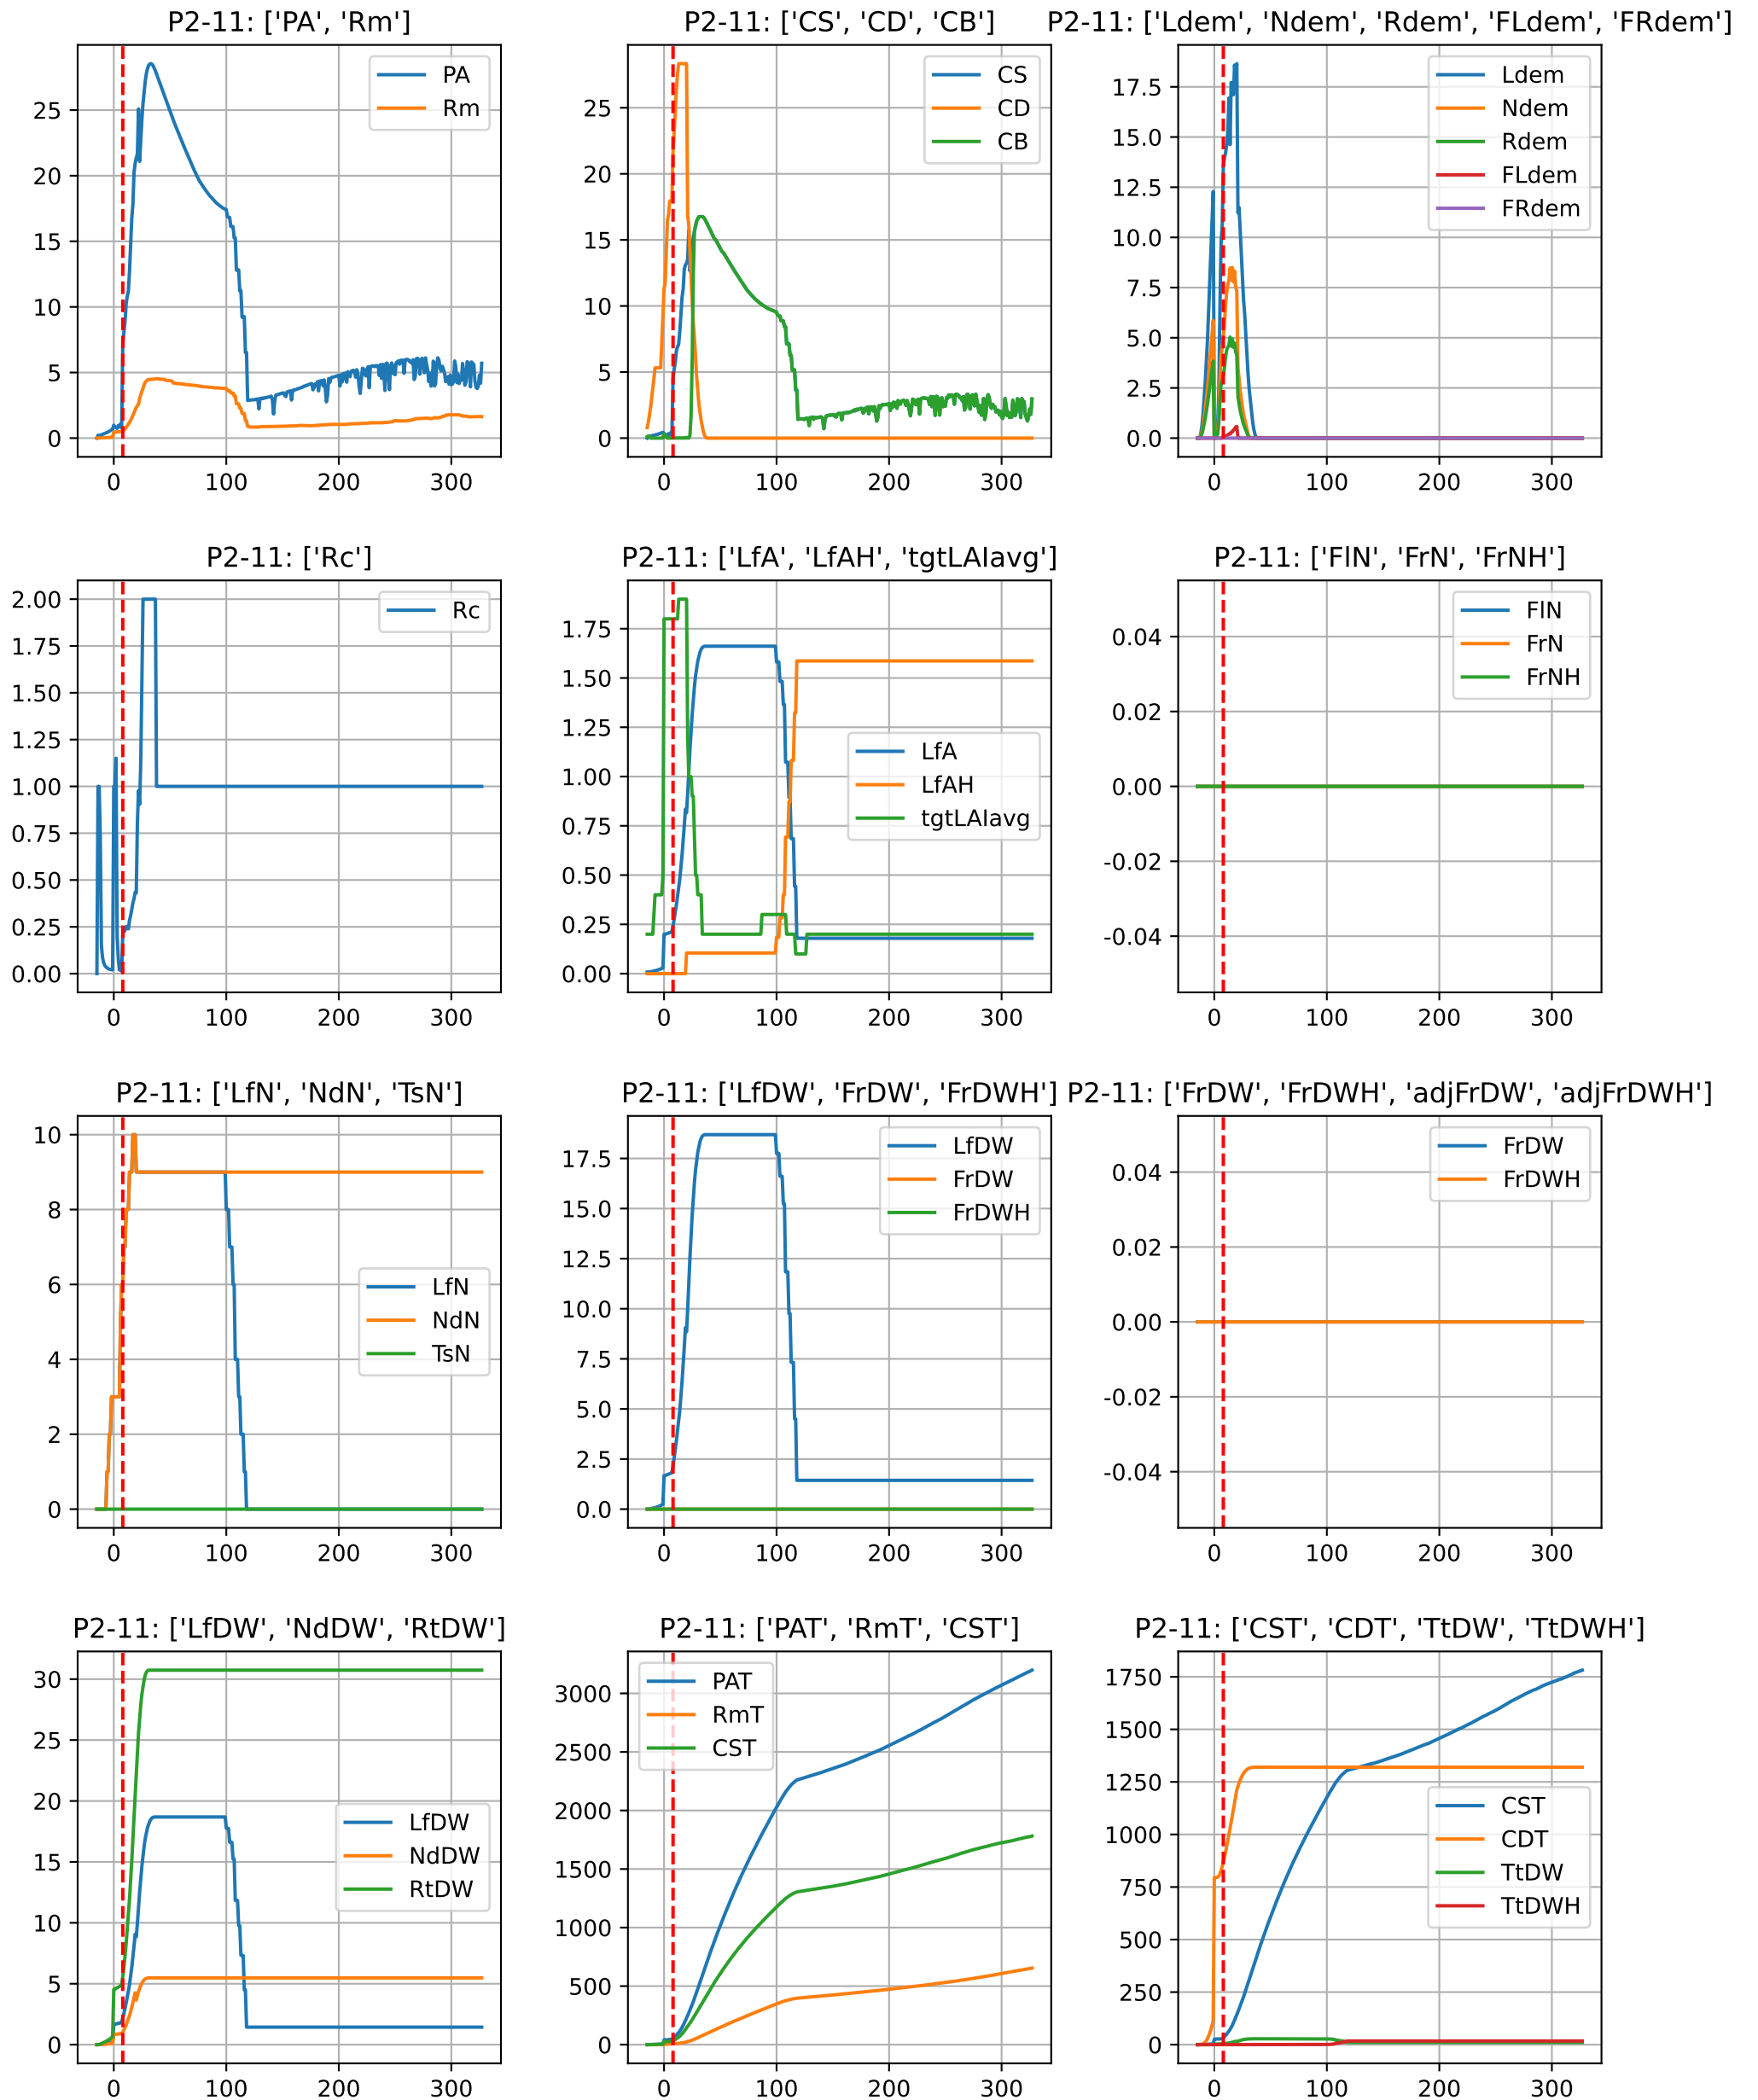 P2-11: ['PA', 'Rm']
25
20
15
10
5
0
0 100 200 300
PA
Rm
P2-11: ['CS', 'CD', 'CB']
25
20
15
10
5
0
0 100 200 300
CS
CD
CB
P2-11: ['Ldem', 'Ndem', 'Rdem', 'FLdem', 'FRdem']
17.5
15.0
12.5
10.0
7.5
5.0
2.5
0.0
0 100 200 300
Ldem
Ndem
Rdem
FLdem
FRdem
P2-11: ['Rc']
2.00
1.75
1.50
1.25
1.00
0.75
0.50
0.25
0.00
0 100 200 300
Rc
P2-11: ['LfA', 'LfAH', 'tgtLAIavg']
1.75
1.50
1.25
1.00
0.75
0.50
0.25
0.00
0 100 200 300
LfA
LfAH
tgtLAIavg
P2-11: ['FlN', 'FrN', 'FrNH']
0.04
0.02
0.00
-0.02
-0.04
0 100 200 300
FlN
FrN
FrNH
P2-11: ['LfN', 'NdN', 'TsN']
10
8
6
4
2
0
0 100 200 300
LfN
NdN
TsN
P2-11: ['LfDW', 'FrDW', 'FrDWH']
17.5
15.0
12.5
10.0
7.5
5.0
2.5
0.0
0 100 200 300
LfDW
FrDW
FrDWH
P2-11: ['FrDW', 'FrDWH', 'adjFrDW', 'adjFrDWH']
0.04
0.02
0.00
-0.02
-0.04
0 100 200 300
FrDW
FrDWH
P2-11: ['LfDW', 'NdDW', 'RtDW']
30
25
20
15
10
5
0
0 100 200 300
LfDW
NdDW
RtDW
P2-11: ['PAT', 'RmT', 'CST']
3000
2500
2000
1500
1000
500
0
0 100 200 300
PAT
RmT
CST
P2-11: ['CST', 'CDT', 'TtDW', 'TtDWH']
1750
1500
1250
1000
750
500
250
0
0 100 200 300
CST
CDT
TtDW
TtDWH